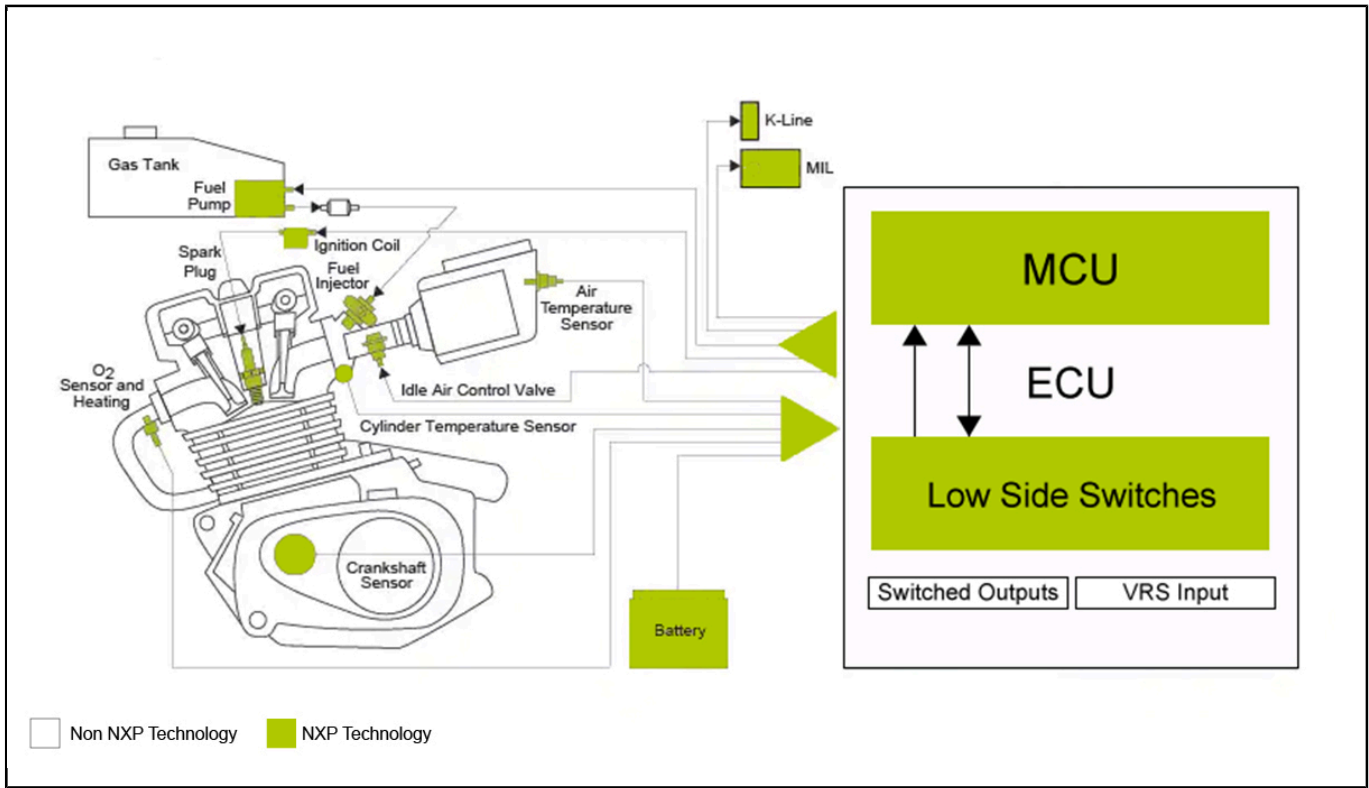 K-Line
MIL
Gas Tank
Fuel
Pump
Ignition Coil
Spark
Plug
Fuel
Injector
Air
Temperature
Sensor
O2
Sensor and
Heating
Idle Air Control Valve
Cylinder Temperature Sensor
Crankshaft
Sensor
Battery
MCU
ECU
Low Side Switches
Switched Outputs
VRS Input
Non NXP Technology
NXP Technology